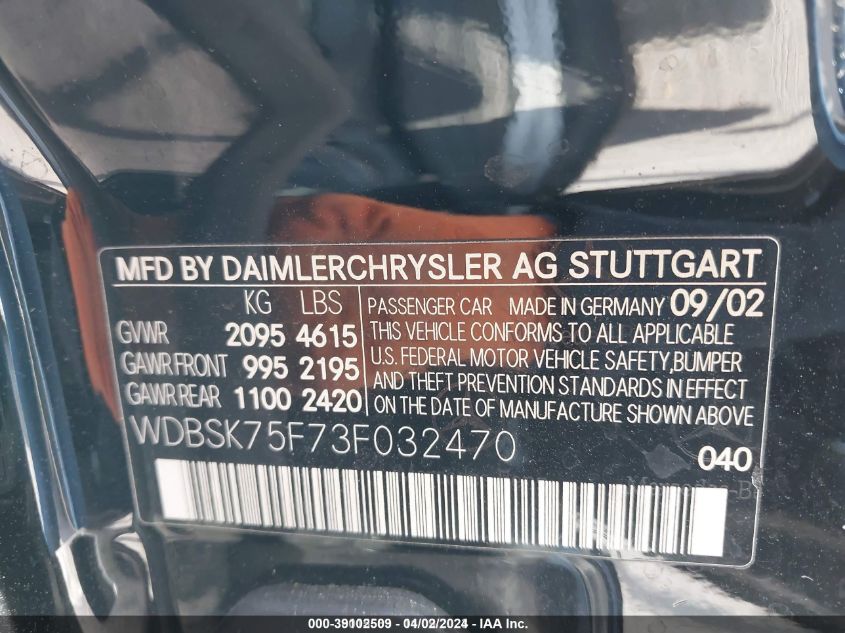 MFD BY DAIMLERCHRYSLER AG STUTTGART
KG LBS
GVWR 2095 4615
GAWR FRONT 995 2195
GAWR REAR 1100 2420
PASSENGER CAR MADE IN GERMANY 09/02
THIS VEHICLE CONFORMS TO ALL APPLICABLE
U.S. FEDERAL MOTOR VEHICLE SAFETY,BUMPER
AND THEFT PREVENTION STANDARDS IN EFFECT
ON THE DATE OF MANUFACTURE SHOWN ABOVE
WDBSK75F73F032470
040
000-39102509 - 04/02/2024 - IAA Inc.